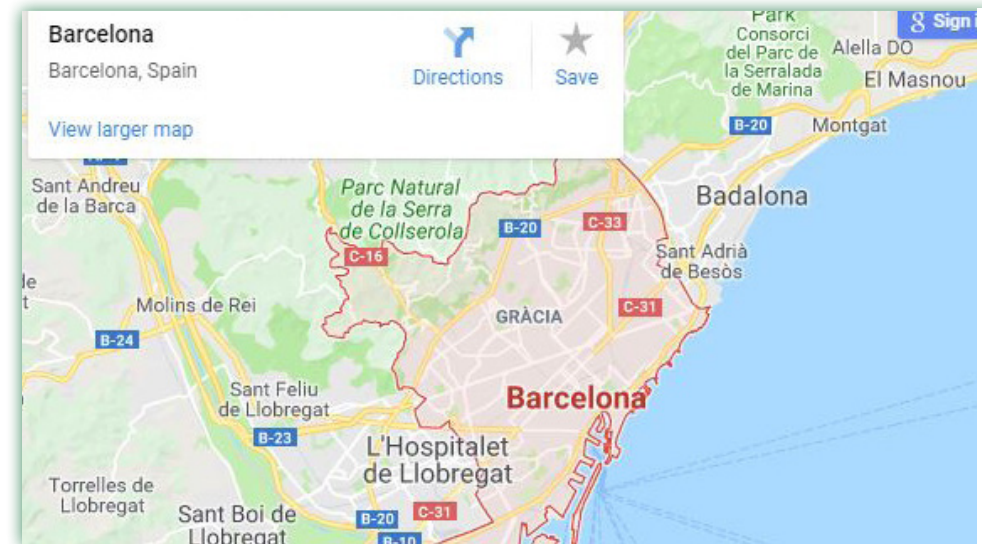 Barcelona
Barcelona, Spain
Directions
Save
View larger map
Sign i
Park
Consorci
del Parc de
la Serralada
de Marina
Alella DO
El Masnou
B-20
Montgat
Sant Andreu
de la Barca
Parc Natural
de la Serra
de Collserola
B-20
C-33
Badalona
C-16
Sant Adrià
de Besòs
Molins de Rei
GRÀCIA
C-31
B-24
Sant Feliu
de Llobregat
Barcelona
B-23
L'Hospitalet
de Llobregat
Torrelles de
Llobregat
Sant Boi de
Llobregat
B-20
C-31
B-10